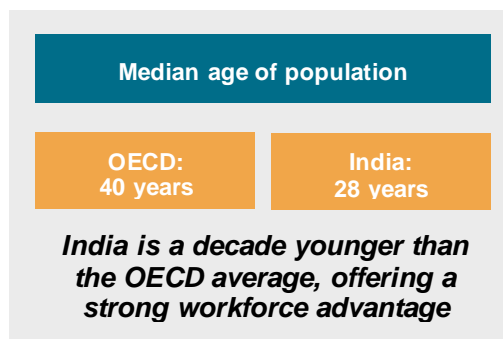 Median age of population
OECD:
40 years
India:
28 years
India is a decade younger than
the OECD average, offering a
strong workforce advantage